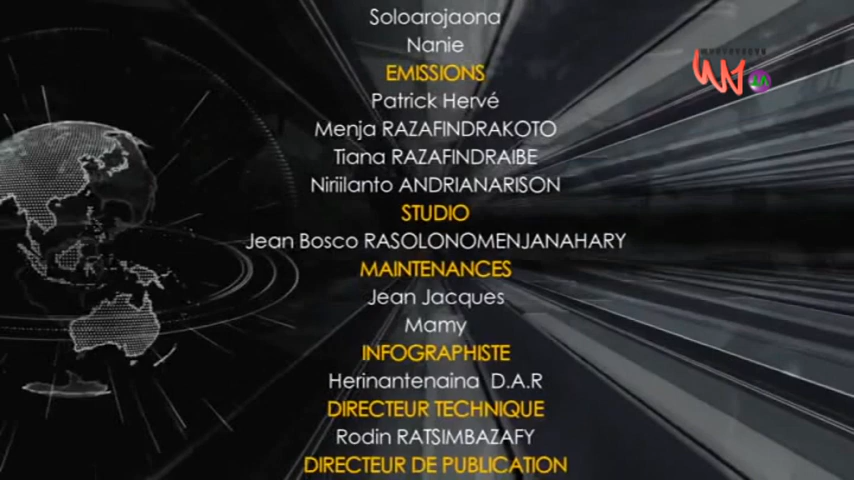 Soloarojaona
Nanie
EMISSIONS
Patrick Hervé
Menja RAZAFINDRAKOTO
Tiana RAZAFINDRAIBE
Niriilanto ANDRIANARISON
STUDIO
Jean Bosco RASOLONOMENJANAHARY
MAINTENANCES
Jean Jacques
Mamy
INFOGRAPHISTE
Herinantenaina D.A.R
DIRECTEUR TECHNIQUE
Rodin RATSIMBAZAFY
DIRECTEUR DE PUBLICATION